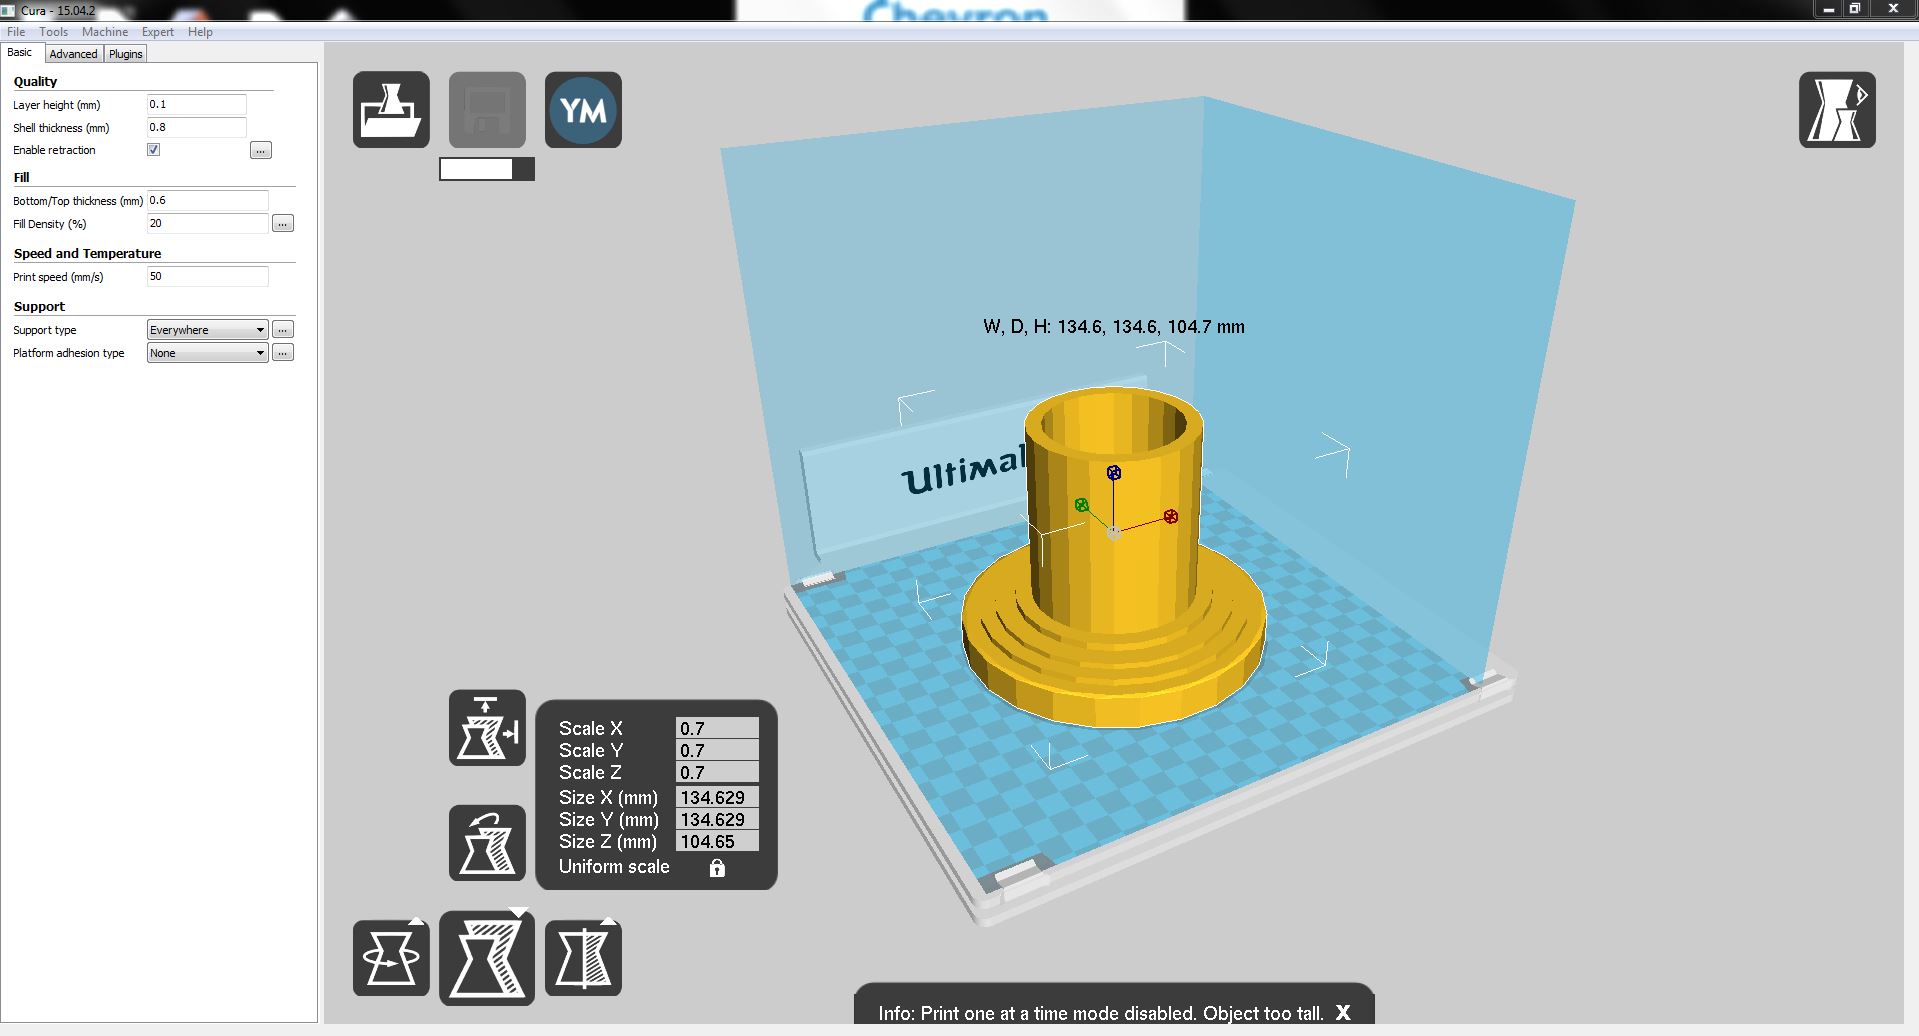 Cura - 15.04.2
Chevron
File Tools Machine Expert Help
Basic Advanced Plugins
Quality
Layer height (mm) 0.1
Shell thickness (mm) 0.8
Enable retraction ...
Fill
Bottom/Top thickness (mm) 0.6
Fill Density (%) 20 ...
Speed and Temperature
Print speed (mm/s) 50
Support
Support type Everywhere ...
Platform adhesion type None ...
YM
W, D, H: 134.6, 134.6, 104.7 mm
Ultimak
Scale X 0.7
Scale Y 0.7
Scale Z 0.7
Size X (mm) 134.629
Size Y (mm) 134.629
Size Z (mm) 104.65
Uniform scale
Info: Print one at a time mode disabled. Object too tall. X